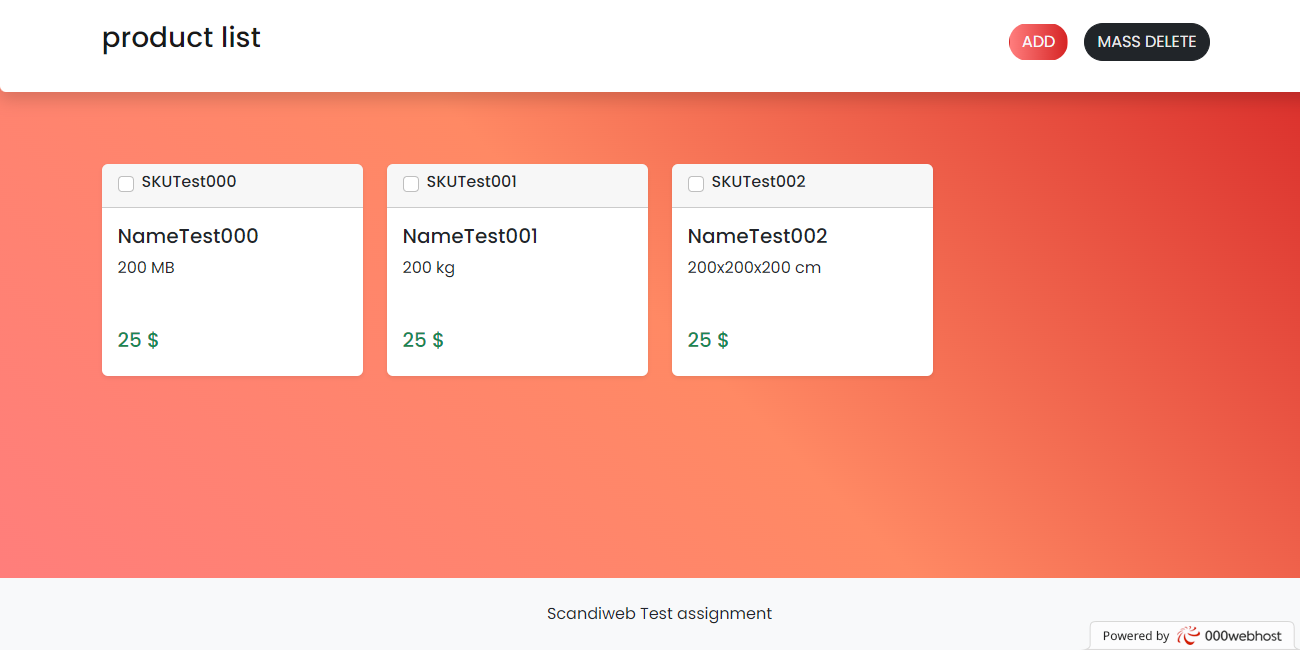 product list
ADD
MASS DELETE
SKUTest000
NameTest000
200 MB
25 $
SKUTest001
NameTest001
200 kg
25 $
SKUTest002
NameTest002
200x200x200 cm
25 $
Scandiweb Test assignment
Powered by 000webhost